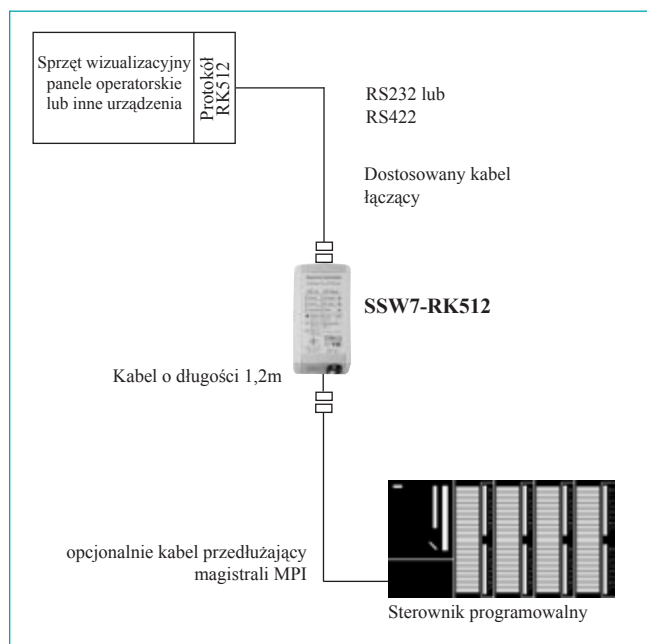 Sprzęt wizualizacyjny
panele operatorskie
lub inne urządzenia
Protokół
RK512
RS232 lub
RS422
Dostosowany kabel
łączący
SSW7-RK512
Kabel o długości 1,2m
opcjonalnie kabel przedłużający
magistrali MPI
Sterownik programowalny